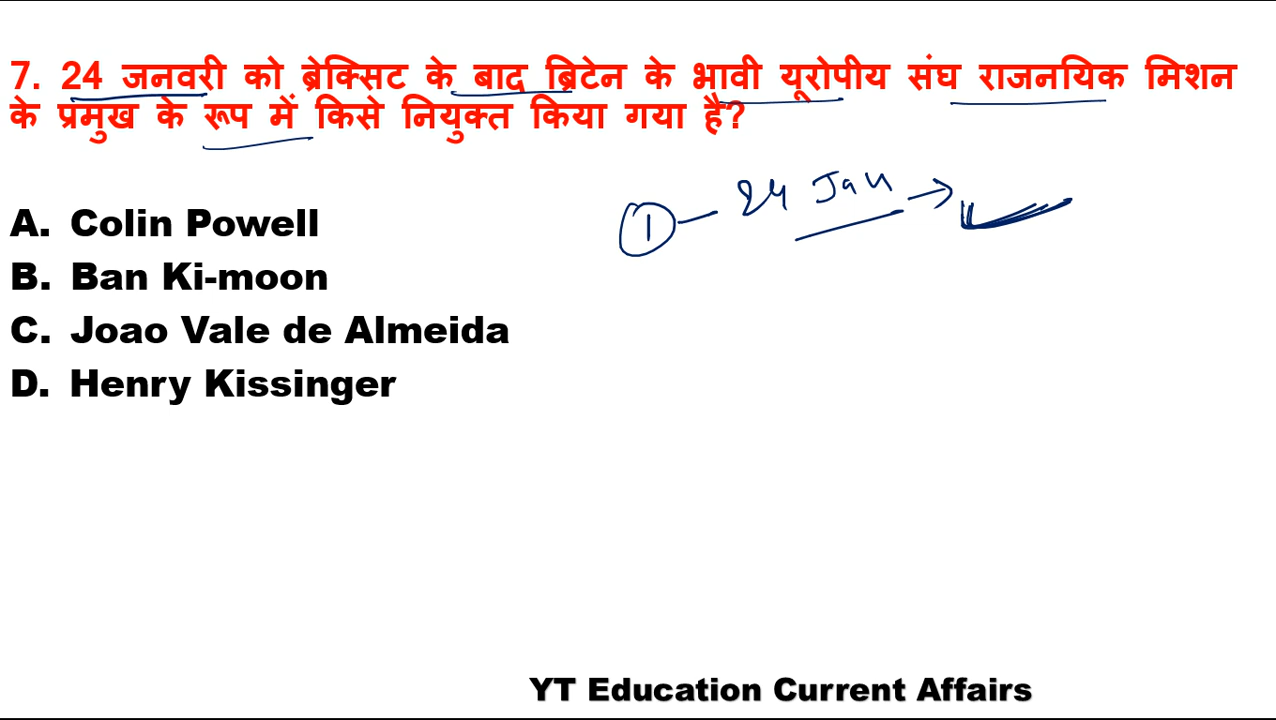 7. 24 जनवरी को ब्रेक्सिट के बाद ब्रिटेन के भावी यूरोपीय संघ राजनयिक मिशन
के प्रमुख के रूप में किसे नियुक्त किया गया है?
1 - 24 Jan →
A. Colin Powell
B. Ban Ki-moon
C. Joao Vale de Almeida
D. Henry Kissinger
YT Education Current Affairs